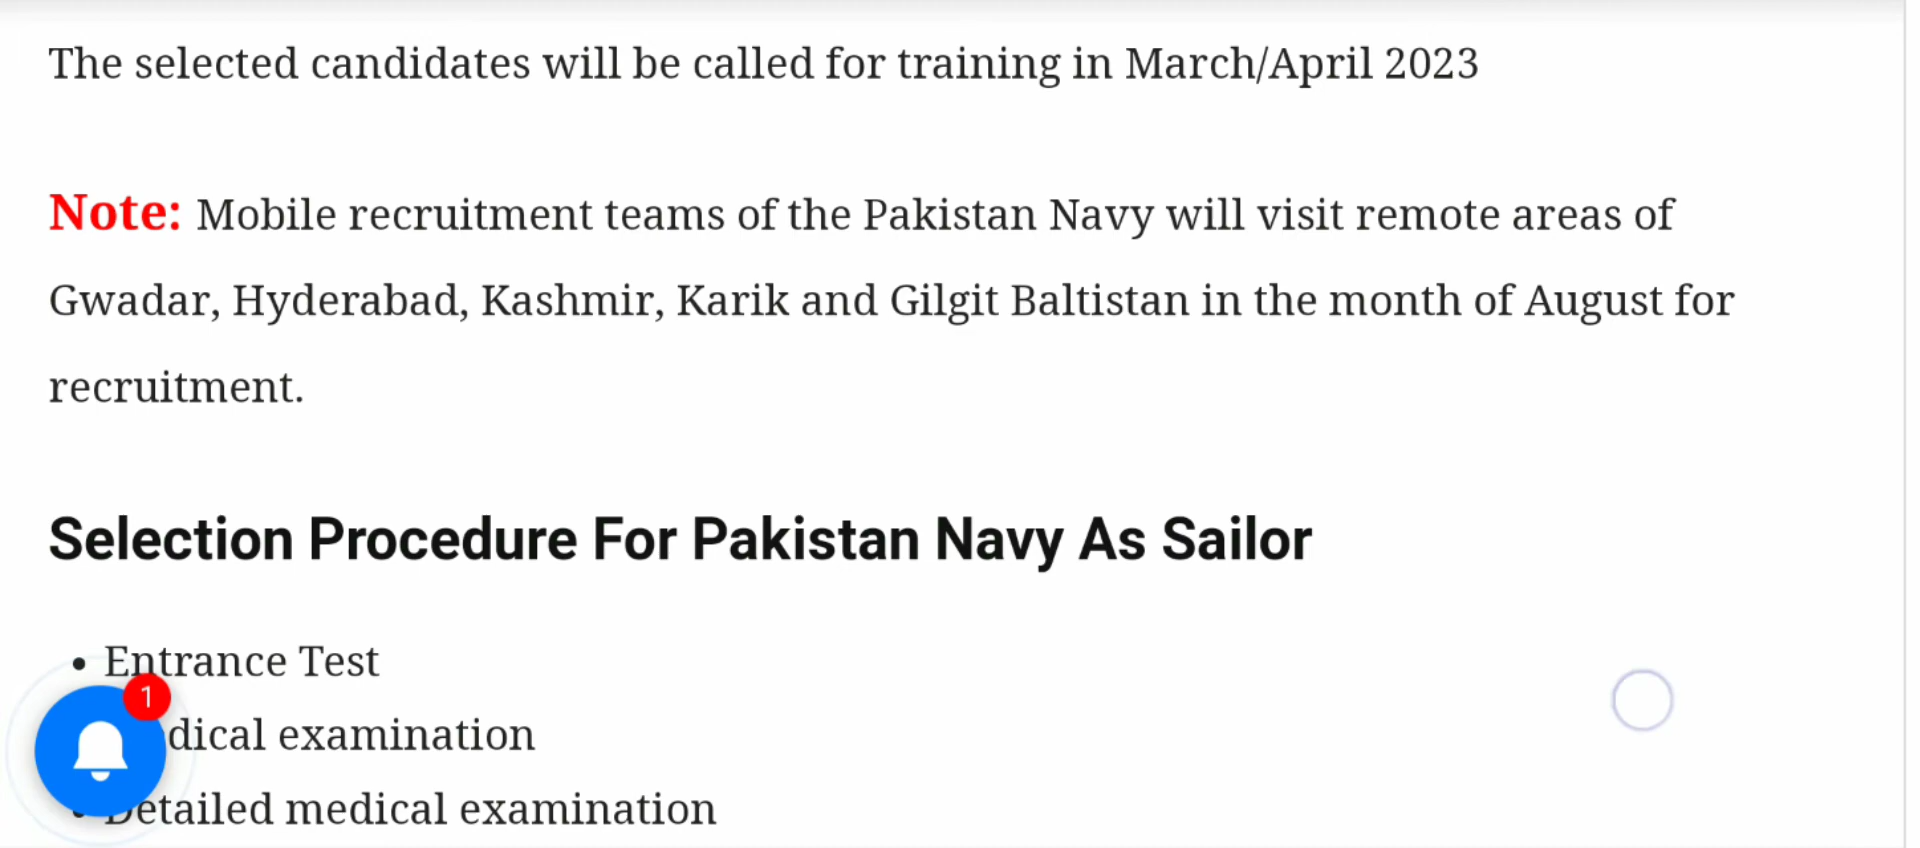 The selected candidates will be called for training in March/April 2023
Note: Mobile recruitment teams of the Pakistan Navy will visit remote areas of
Gwadar, Hyderabad, Kashmir, Karik and Gilgit Baltistan in the month of August for
recruitment.
Selection Procedure For Pakistan Navy As Sailor
• Entrance Test
1
dical examination
• Detailed medical examination